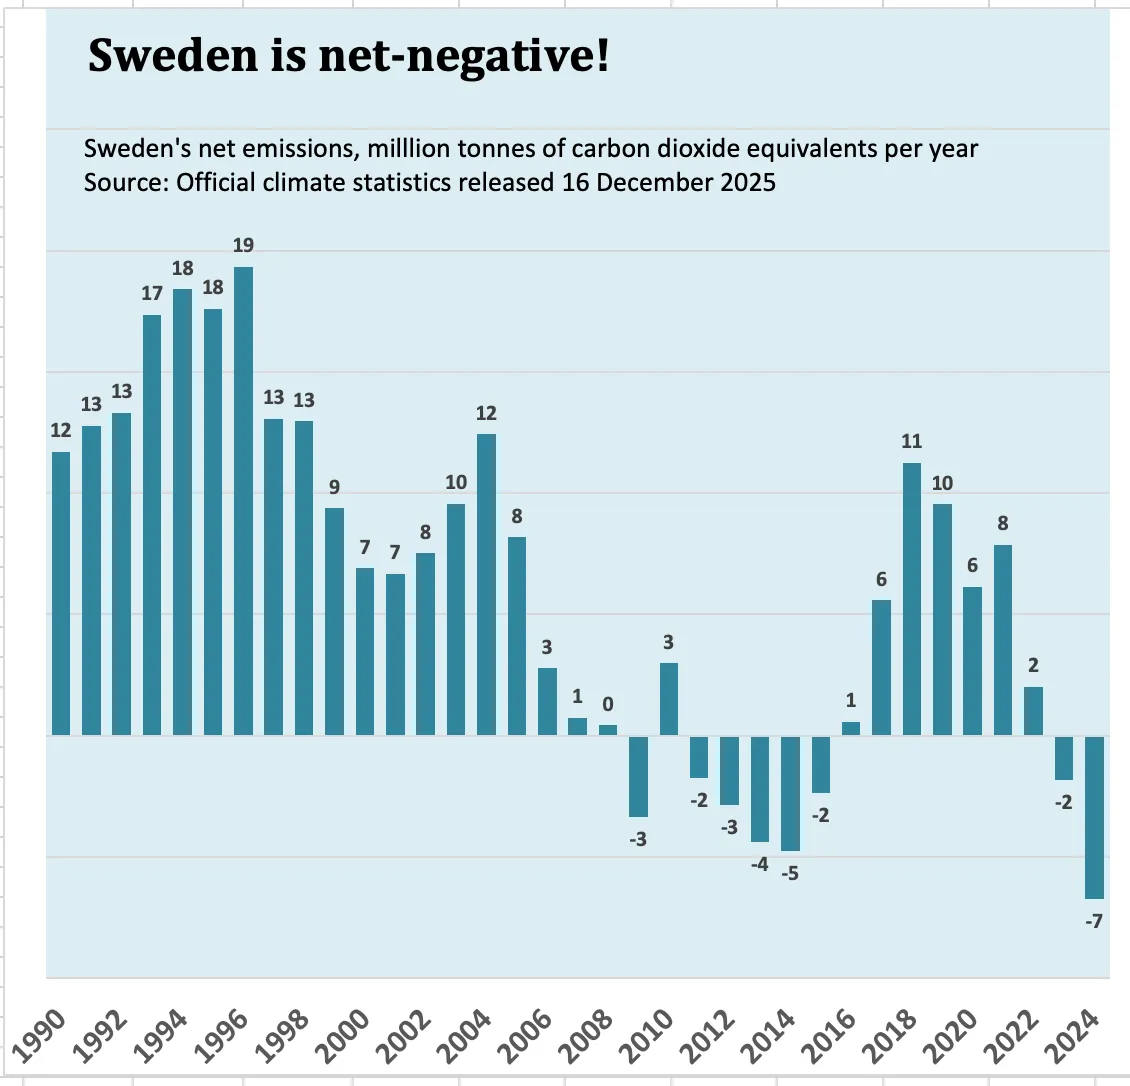 Sweden is net-negative!
Sweden's net emissions, milllion tonnes of carbon dioxide equivalents per year
Source: Official climate statistics released 16 December 2025
12 13 13 17 18 18 19 13 13 9 7 7 8 10 12 8 3 1 0 -3 3 -2 -3 -4 -5 -2 1 6 11 10 6 8 2 -2 -7
1990 1992 1994 1996 1998 2000 2002 2004 2006 2008 2010 2012 2014 2016 2018 2020 2022 2024